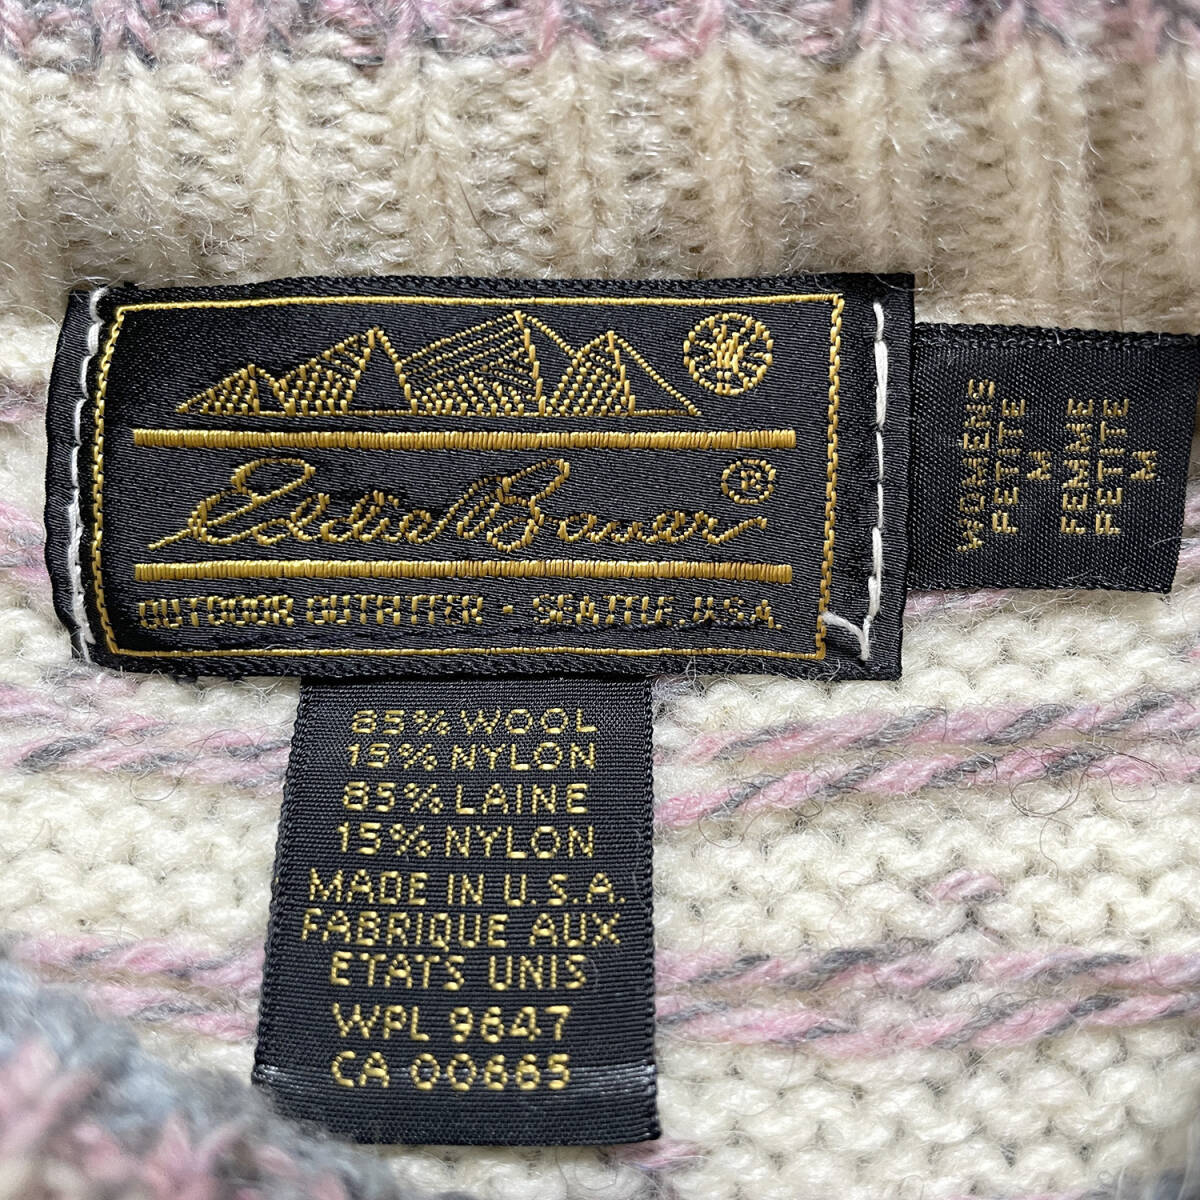 Eddie Bauer ®
OUTDOOR OUTFITTER · SEATTLE, U.S.A.
WOMENS
PETITE
M
FEMME
PETITE
M
85% WOOL
15% NYLON
85% LAINE
15% NYLON
MADE IN U.S.A.
FABRIQUE AUX
ETATS UNIS
WPL 9647
CA 00665